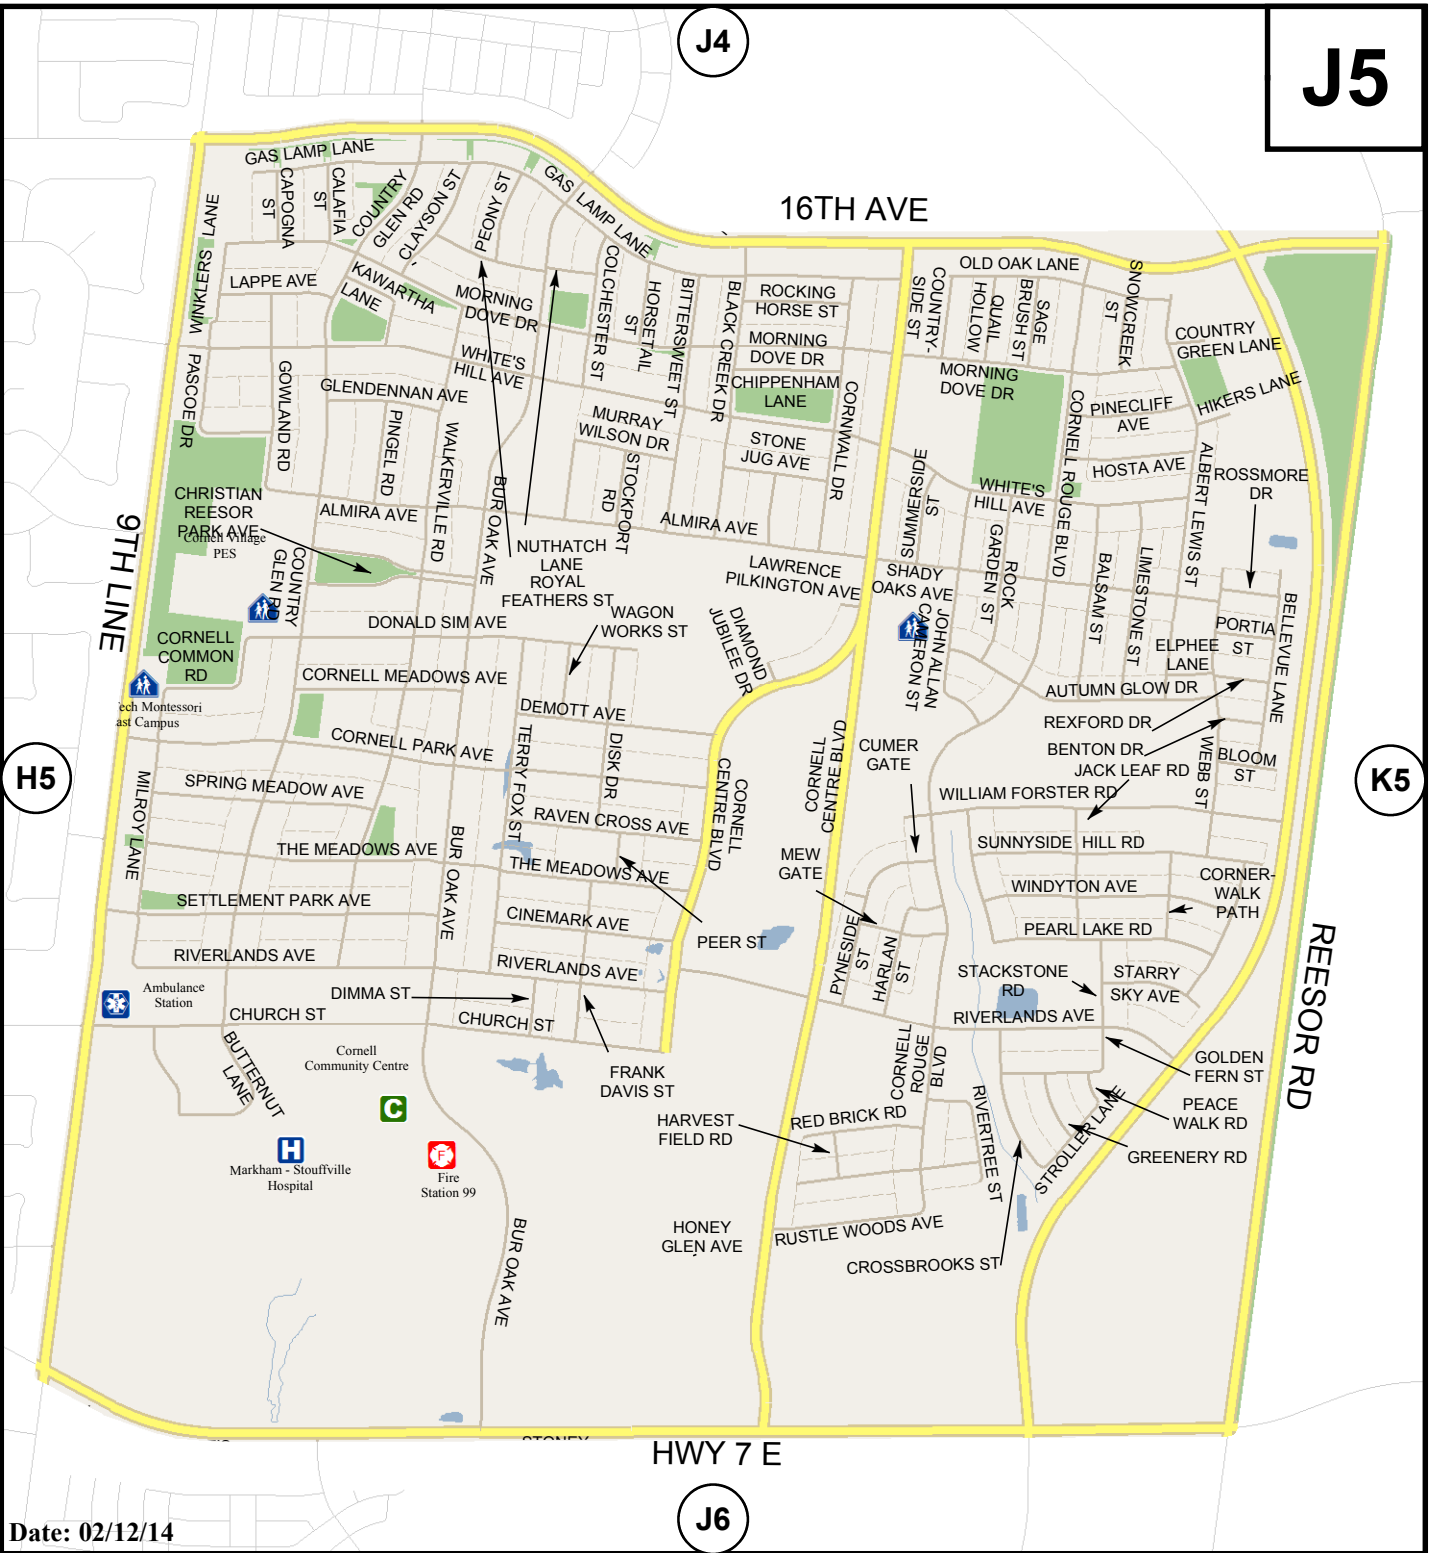 J4
J5
GAS LAMP LANE
16TH AVE
WINKLERS LANE
CAPOGNA
ST
CALAFIA
ST
COUNTRY
GLEN RD
CLAYSON ST
PEONY ST
GAS
LAMP LANE
LAPPE AVE
KAWARTHA
LANE
MORNING
DOVE DR
COLCHESTER ST
HORSETAIL
ST
BITTERSWEET ST
BLACK CREEK DR
ROCKING
HORSE ST
MORNING
DOVE DR
CHIPPENHAM
LANE
CORNWALL DR
COUNTRY-
SIDE ST
OLD OAK LANE
QUAIL
HOLLOW
SAGE
BRUSH ST
SNOWCREEK
ST
COUNTRY
GREEN LANE
HIKERS LANE
MORNING
DOVE DR
PINECLIFF
AVE
PASCOE DR
GOWLAND RD
GLENDENNAN AVE
WHITE'S
HILL AVE
PINGEL RD
WALKERVILLE RD
MURRAY
WILSON DR
STONE
JUG AVE
STOCKPORT
RD
BUR OAK AVE
CORNELL ROUGE BLVD
HOSTA AVE
ALBERT LEWIS ST
ROSSMORE
DR
SUMMERSIDE
ST
WHITE'S
HILL AVE
CHRISTIAN
REESOR
PARK AVE
Cornell Village
PES
ALMIRA AVE
ALMIRA AVE
9TH LINE
COUNTRY
GLEN RD
NUTHATCH
LANE
ROYAL
FEATHERS ST
LAWRENCE
PILKINGTON AVE
SHADY
OAKS AVE
ROCK
GARDEN ST
BALSAM ST
LIMESTONE ST
BELLEVUE LANE
CORNELL
COMMON
RD
DONALD SIM AVE
WAGON
WORKS ST
DIAMOND
JUBILEE DR
JOHN ALLAN
CAMERON ST
ELPHEE
LANE
PORTIA
ST
CORNELL MEADOWS AVE
AUTUMN GLOW DR
ech Montessori
ast Campus
DEMOTT AVE
REXFORD DR
H5
CORNELL PARK AVE
TERRY FOX ST
DISK DR
CORNELL
CENTRE BLVD
CORNELL
CENTRE BLVD
CUMER
GATE
BENTON DR
JACK LEAF RD
WEBB ST
BLOOM
ST
K5
MILROY LANE
SPRING MEADOW AVE
WILLIAM FORSTER RD
RAVEN CROSS AVE
SUNNYSIDE HILL RD
THE MEADOWS AVE
BUR OAK AVE
THE MEADOWS AVE
MEW
GATE
WINDYTON AVE
CORNER-
WALK
PATH
SETTLEMENT PARK AVE
CINEMARK AVE
PEER ST
PYNESIDE
ST
HARLAN
ST
PEARL LAKE RD
REESOR RD
RIVERLANDS AVE
RIVERLANDS AVE
STACKSTONE
RD
STARRY
SKY AVE
Ambulance
Station
DIMMA ST
CHURCH ST
CHURCH ST
RIVERLANDS AVE
BUTTERNUT
LANE
Cornell
Community Centre
C
FRANK
DAVIS ST
CORNELL
ROUGE
BLVD
GOLDEN
FERN ST
PEACE
WALK RD
GREENERY RD
HARVEST
FIELD RD
RED BRICK RD
RIVERTREE ST
STROLLER LANE
H
Markham - Stouffville
Hospital
F
Fire
Station 99
BUR OAK AVE
HONEY
GLEN AVE
RUSTLE WOODS AVE
CROSSBROOKS ST
HWY 7 E
J6
Date: 02/12/14